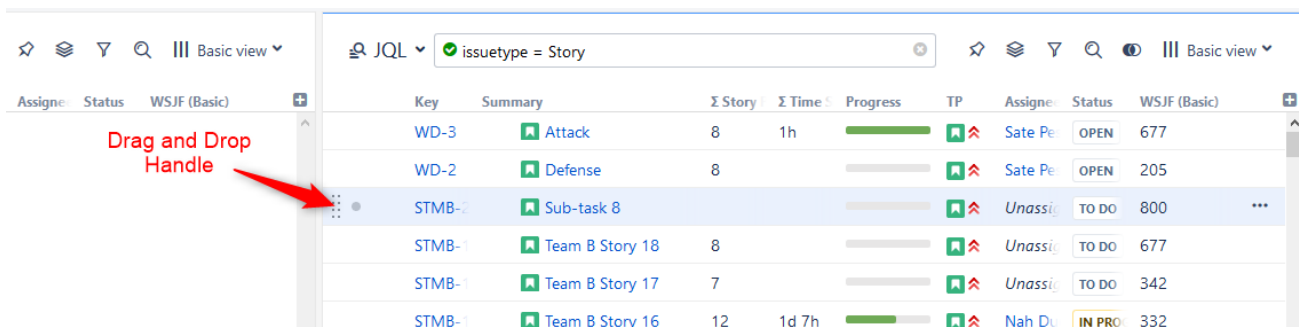 Basic view
JQL issuetype = Story Basic view
Assigne Status WSJF (Basic)
Key Summary Σ Story Σ Time S Progress TP Assignee Status WSJF (Basic)
Drag and Drop
Handle
WD-3 Attack 8 1h Sate Pe OPEN 677
WD-2 Defense 8 Sate Pe OPEN 205
STMB-2 Sub-task 8 Unassig TO DO 800
STMB-1 Team B Story 18 8 Unassig TO DO 677
STMB-1 Team B Story 17 7 Unassig TO DO 342
STMB-1 Team B Story 16 12 1d 7h Nah Du IN PRO 332